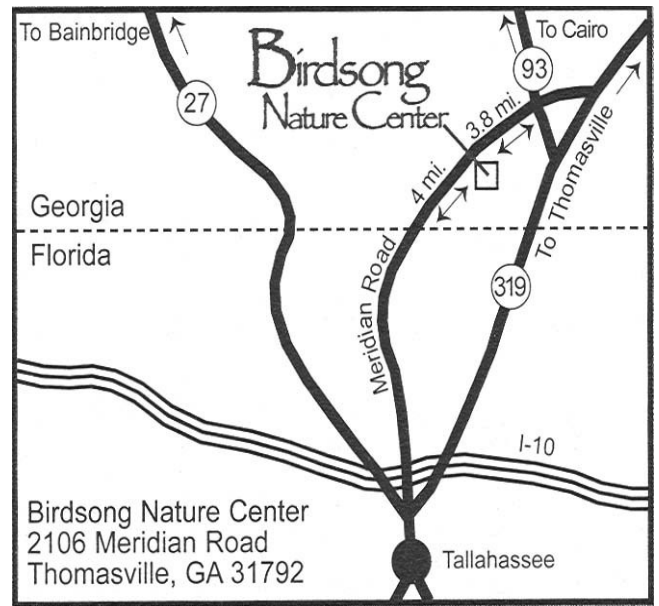 To Bainbridge
27
Birdsong
Nature Center
To Cairo
93
3.8 mi.
4 mi.
To Thomasville
Georgia
Florida
Meridian Road
319
I-10
Birdsong Nature Center
2106 Meridian Road
Thomasville, GA 31792
Tallahassee